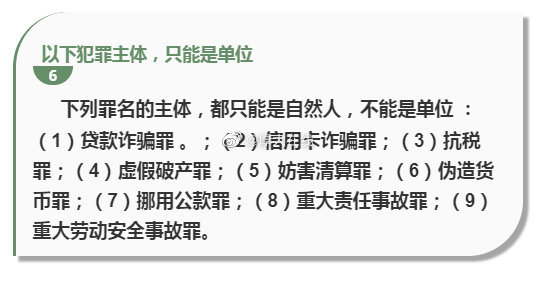 以下犯罪主体，只能是单位
6
下列罪名的主体，都只能是自然人，不能是单位 ：
（1）贷款诈骗罪 。；（2）信用卡诈骗罪；（3）抗税
罪；（4）虚假破产罪；（5）妨害清算罪；（6）伪造货
币罪；（7）挪用公款罪；（8）重大责任事故罪；（9）
重大劳动安全事故罪。